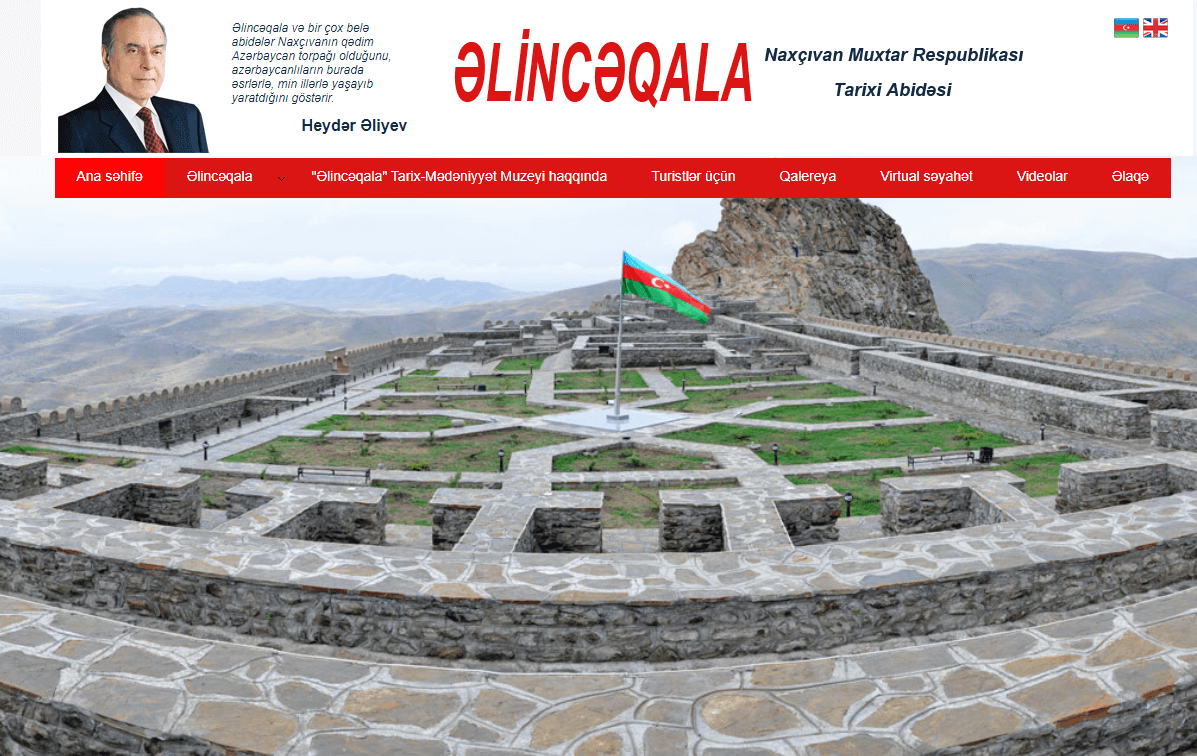 Əlincəqala və bir çox belə
abidələr Naxçıvanın qədim
Azərbaycan torpağı olduğunu,
azərbaycanlıların burada
əsrlərlə, min illərlə yaşayıb
yaratdığını göstərir.
Heydər Əliyev
ƏLİNCƏQALA
Naxçıvan Muxtar Respublikası
Tarixi Abidəsi
Ana səhifə Əlincəqala "Əlincəqala" Tarix-Mədəniyyət Muzeyi haqqında Turistlər üçün Qalereya Virtual səyahət Videolar Əlaqə